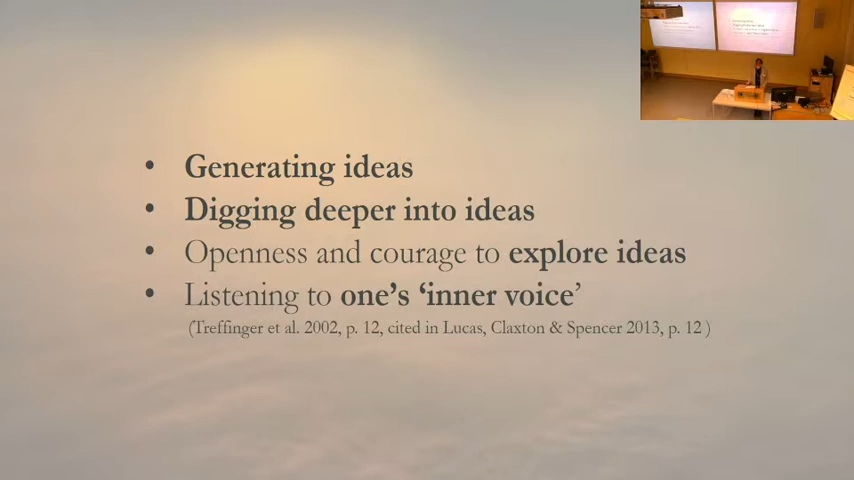 • Generating ideas
• Digging deeper into ideas
• Openness and courage to explore ideas
• Listening to one's 'inner voice'
(Treffinger et al. 2002, p. 12, cited in Lucas, Claxton & Spencer 2013, p. 12 )